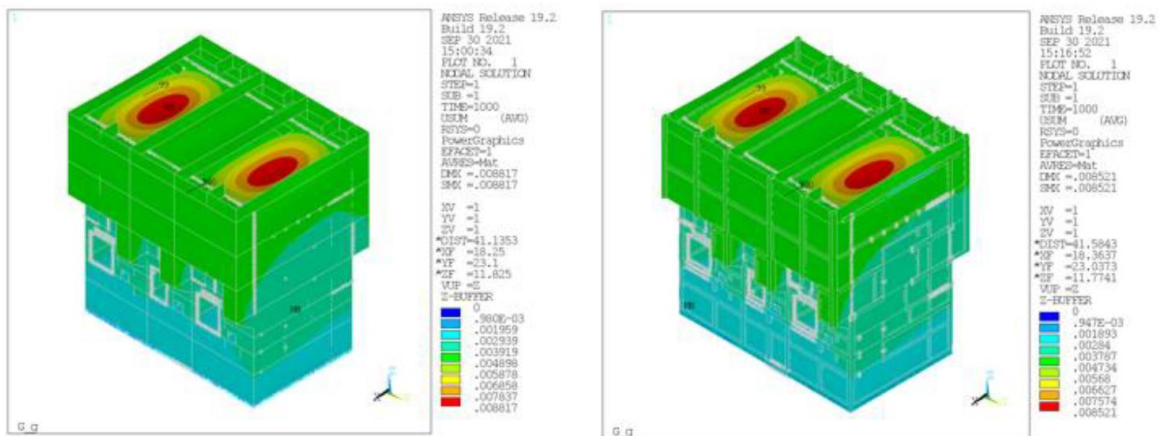 1
ANSYS Release 19.2
Build 19.2
SEP 30 2021
15:00:34
PLOT NO. 1
NODAL SOLUTION
STEP=1
SUB =1
TIME=1000
USUM (AVG)
RSYS=0
PowerGraphics
EFACET=1
AVRES=Mat
DMX =.008817
SMX =.008817
XV =1
YV =1
ZV =1
*DIST=41.1353
*XF =18.25
*YF =23.1
*ZF =11.825
VUP =Z
Z-BUFFER
0
.980E-03
.001959
.002939
.003919
.004898
.005878
.006858
.007837
.008817
G_g
1
ANSYS Release 19.2
Build 19.2
SEP 30 2021
15:16:52
PLOT NO. 1
NODAL SOLUTION
STEP=1
SUB =1
TIME=1000
USUM (AVG)
RSYS=0
PowerGraphics
EFACET=1
AVRES=Mat
DMX =.008521
SMX =.008521
XV =1
YV =1
ZV =1
*DIST=41.5843
*XF =18.3637
*YF =23.0373
*ZF =11.7741
VUP =Z
Z-BUFFER
0
.947E-03
.001893
.00284
.003787
.004734
.00568
.006627
.007574
.008521
G_g